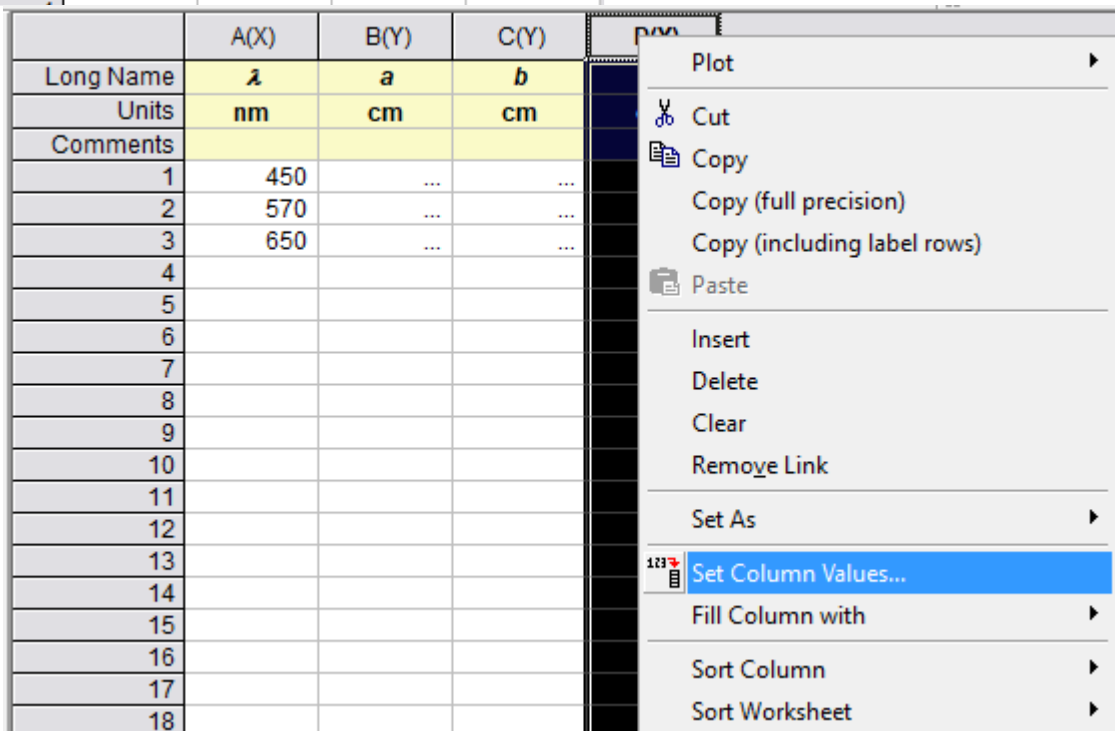 A(X) B(Y) C(Y) D(Y)
Long Name λ a b
Units nm cm cm
Comments
1 450 ... ...
2 570 ... ...
3 650 ... ...
4
5
6
7
8
9
10
11
12
13
14
15
16
17
18
Plot
Cut
Copy
Copy (full precision)
Copy (including label rows)
Paste
Insert
Delete
Clear
Remove Link
Set As
123 Set Column Values...
Fill Column with
Sort Column
Sort Worksheet